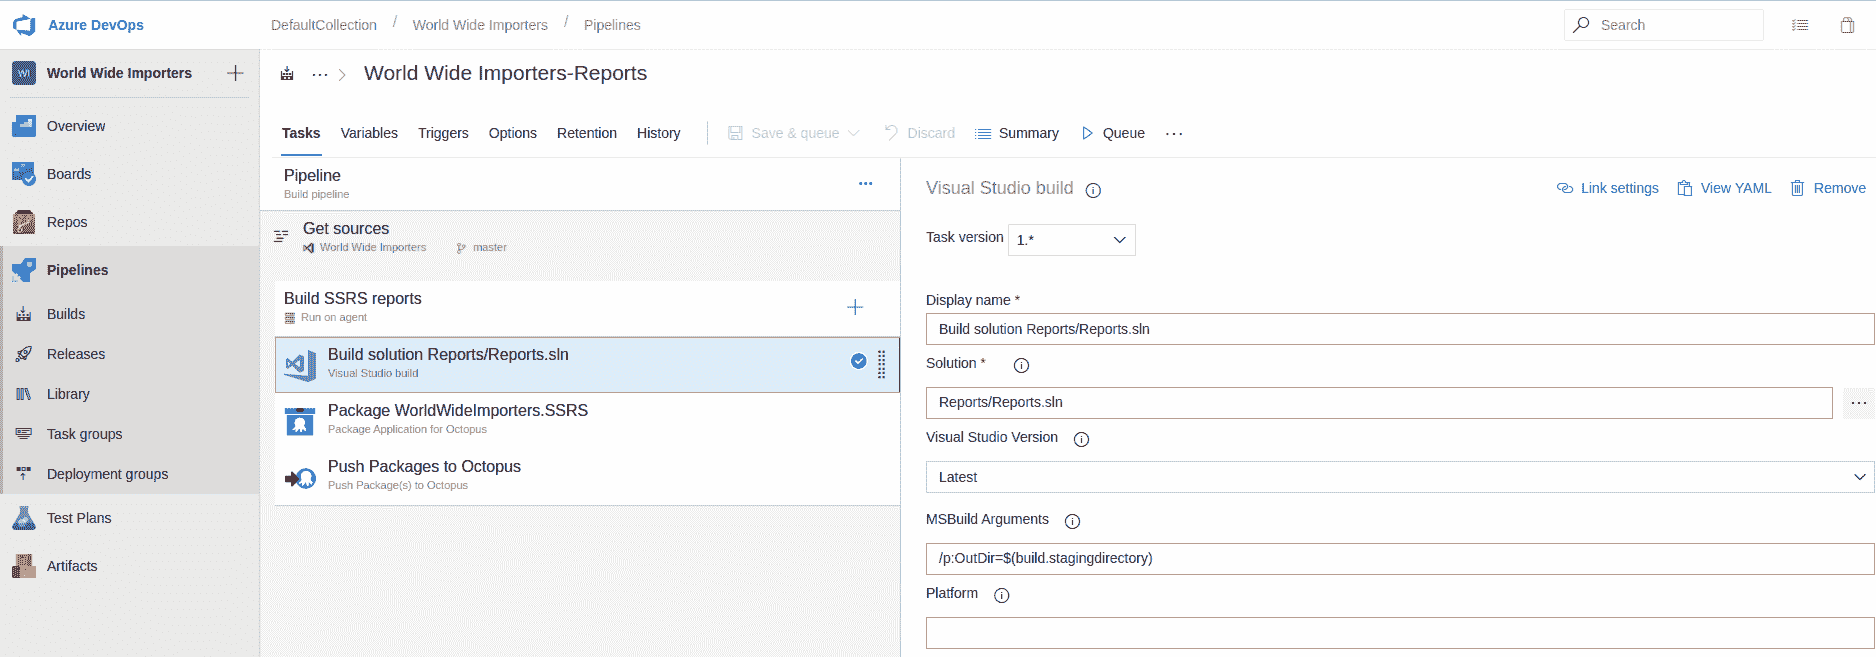 Azure DevOps
DefaultCollection / World Wide Importers / Pipelines
Search
WI World Wide Importers
... > World Wide Importers-Reports
Overview
Boards
Repos
Pipelines
Builds
Releases
Library
Task groups
Deployment groups
Test Plans
Artifacts
Tasks Variables Triggers Options Retention History Save & queue Discard Summary Queue ...
Pipeline
Build pipeline
...
Get sources
World Wide Importers master
Build SSRS reports
Run on agent
Build solution Reports/Reports.sln
Visual Studio build
Package WorldWideImporters.SSRS
Package Application for Octopus
Push Packages to Octopus
Push Package(s) to Octopus
Visual Studio build
Link settings View YAML Remove
Task version 1.*
Display name *
Build solution Reports/Reports.sln
Solution *
Reports/Reports.sln
...
Visual Studio Version
Latest
MSBuild Arguments
/p:OutDir=$(build.stagingdirectory)
Platform